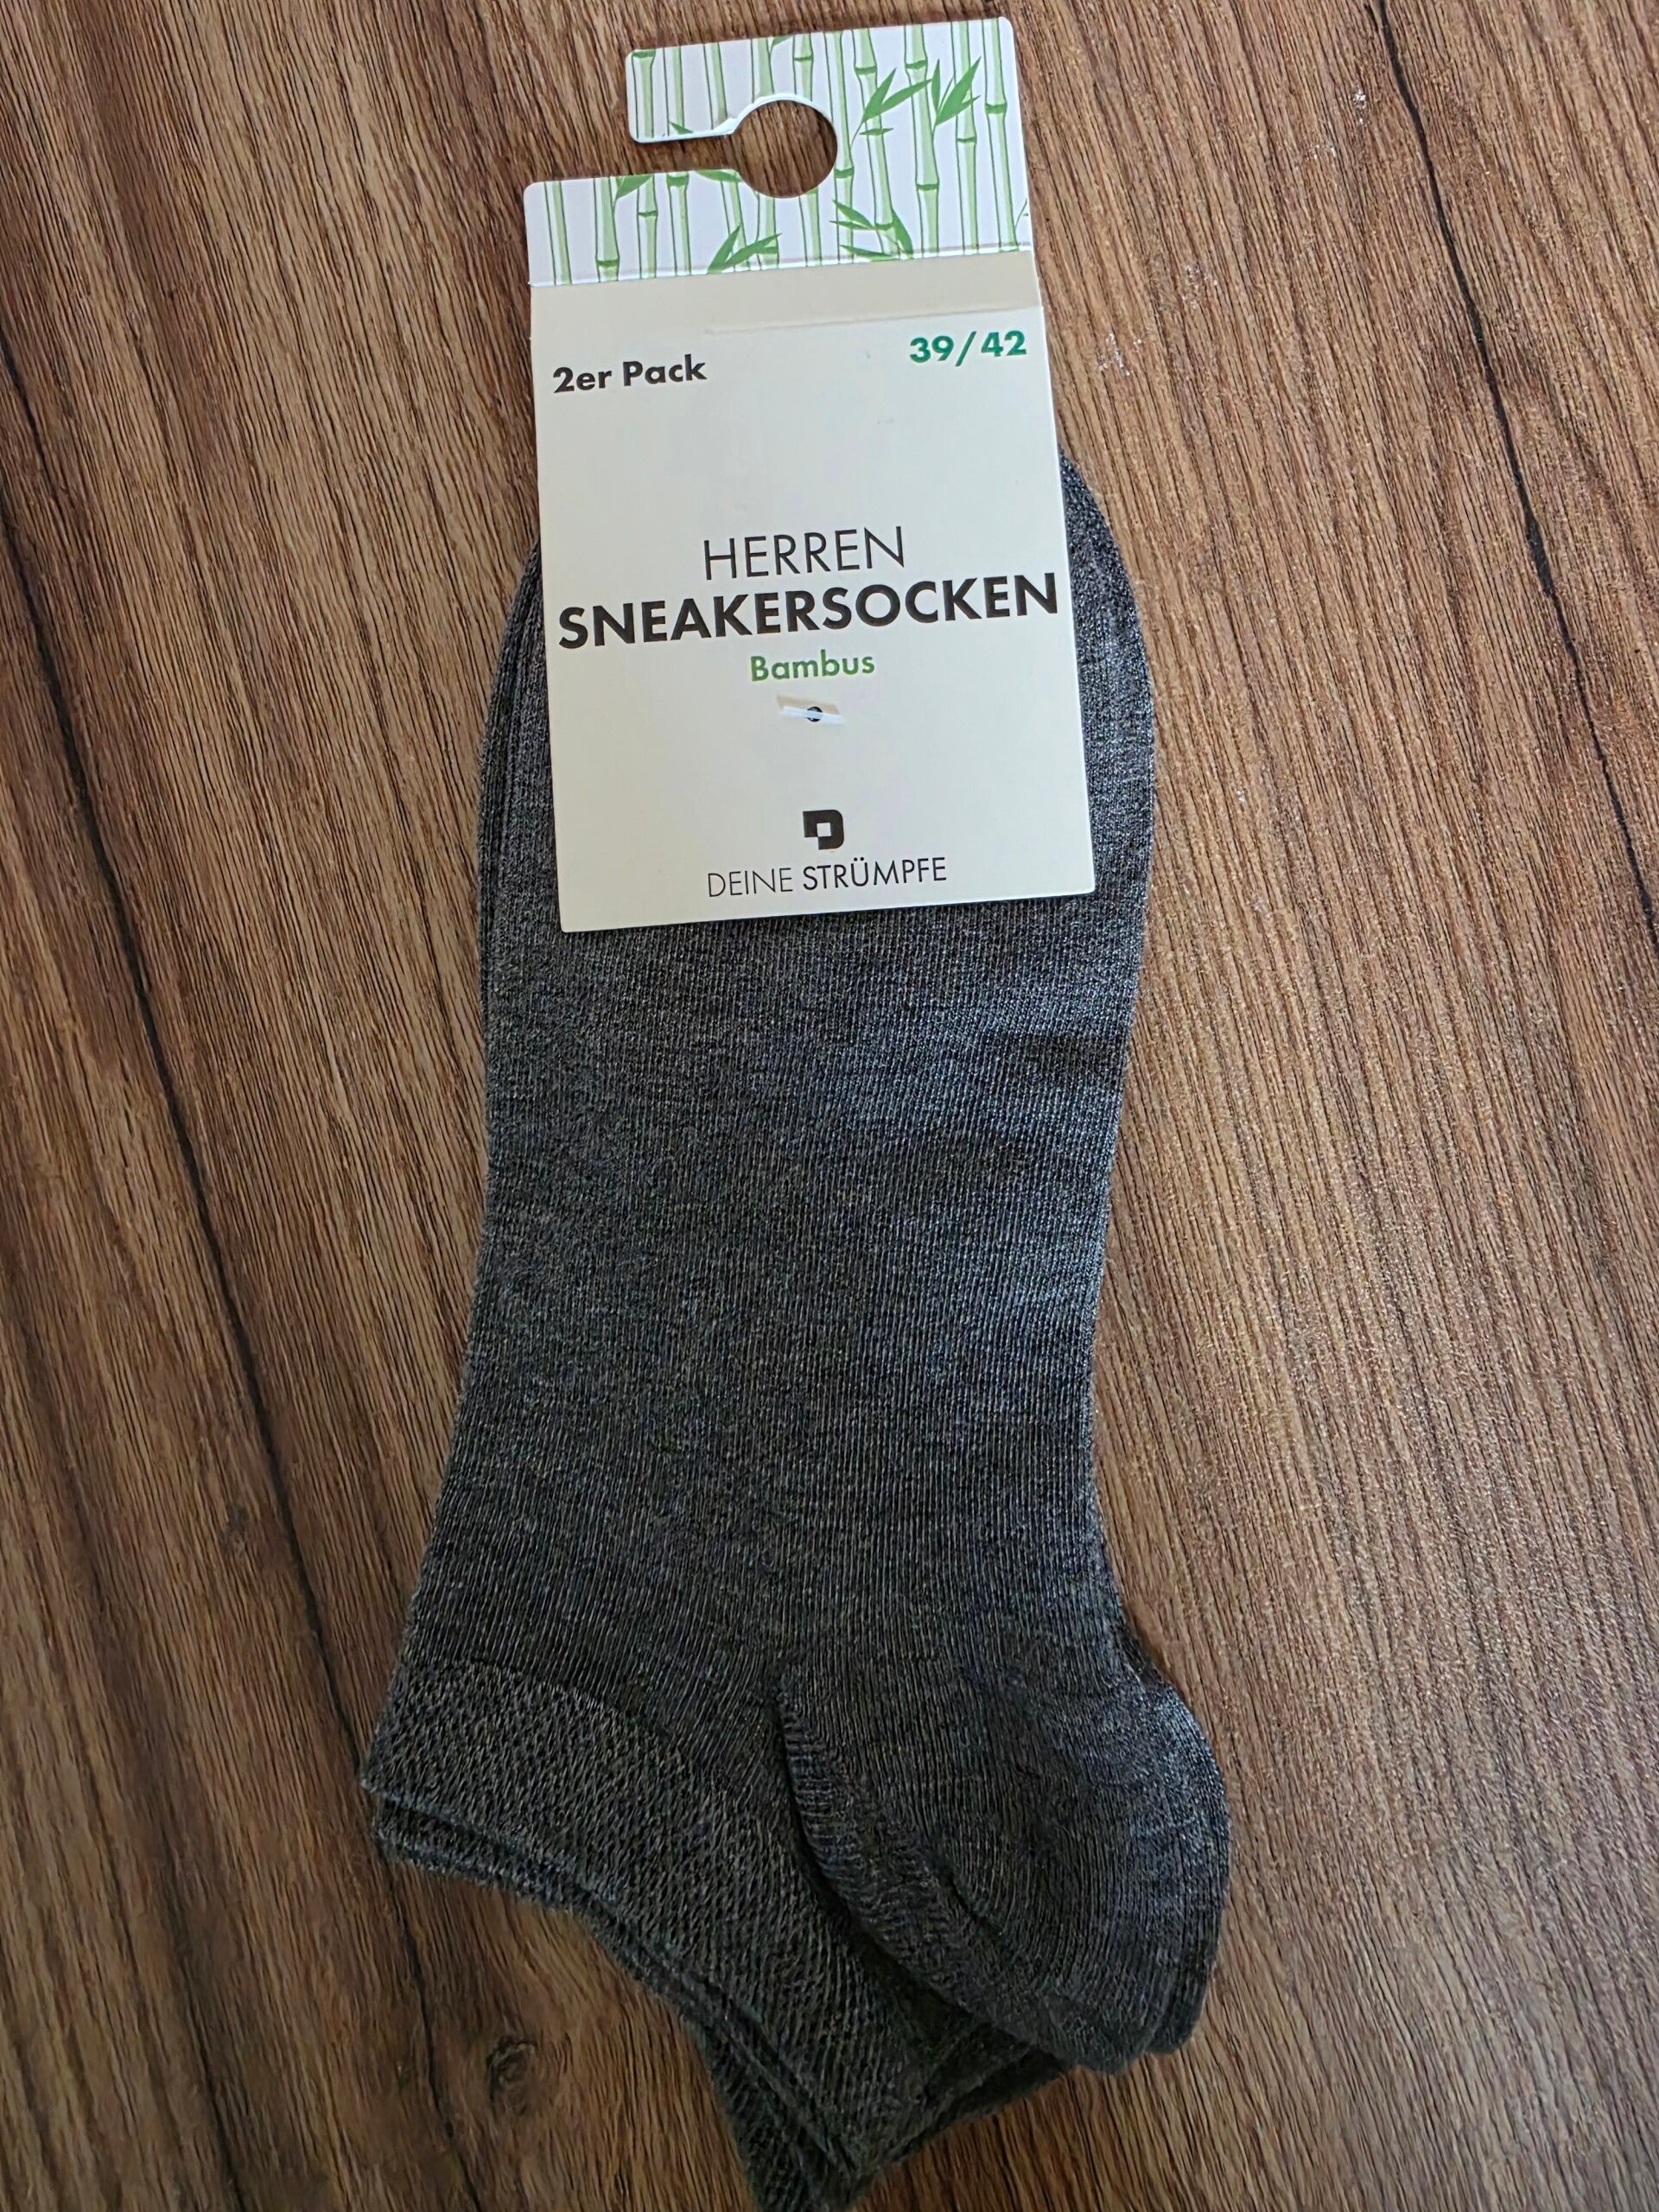 2er Pack
39/42
HERREN
SNEAKERSOCKEN
Bambus
DEINE STRÜMPFE